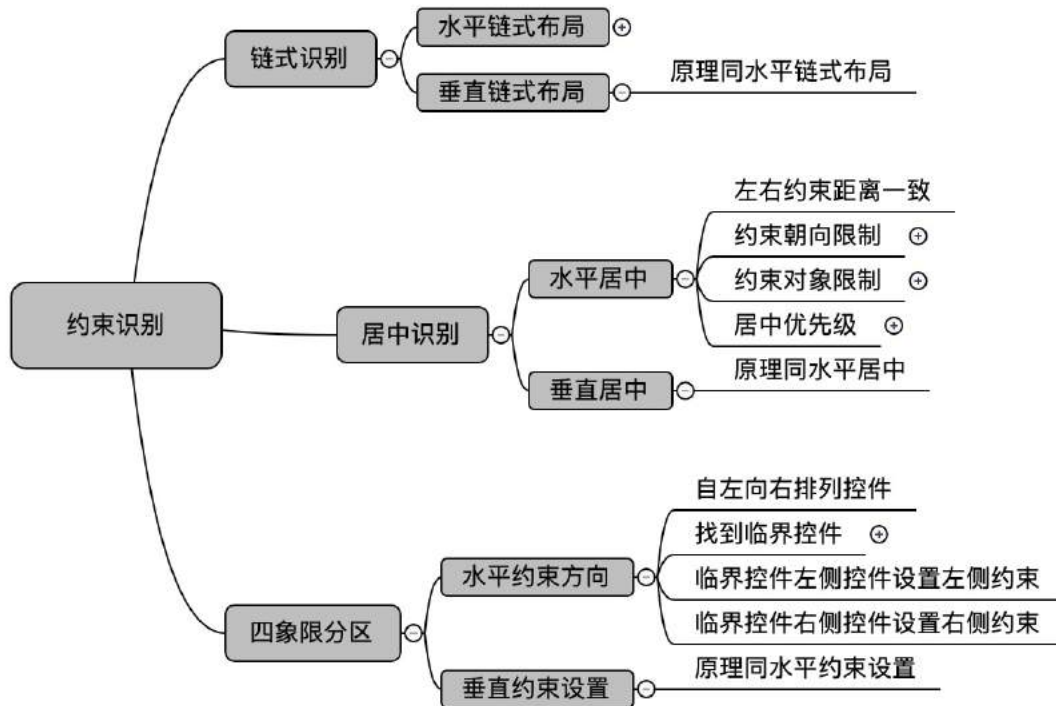 水平链式布局
链式识别
垂直链式布局
原理同水平链式布局
左右约束距离一致
约束朝向限制
水平居中
约束对象限制
约束识别
居中识别
居中优先级
垂直居中
原理同水平居中
自左向右排列控件
找到临界控件
水平约束方向
临界控件左侧控件设置左侧约束
四象限分区
临界控件右侧控件设置右侧约束
垂直约束设置
原理同水平约束设置